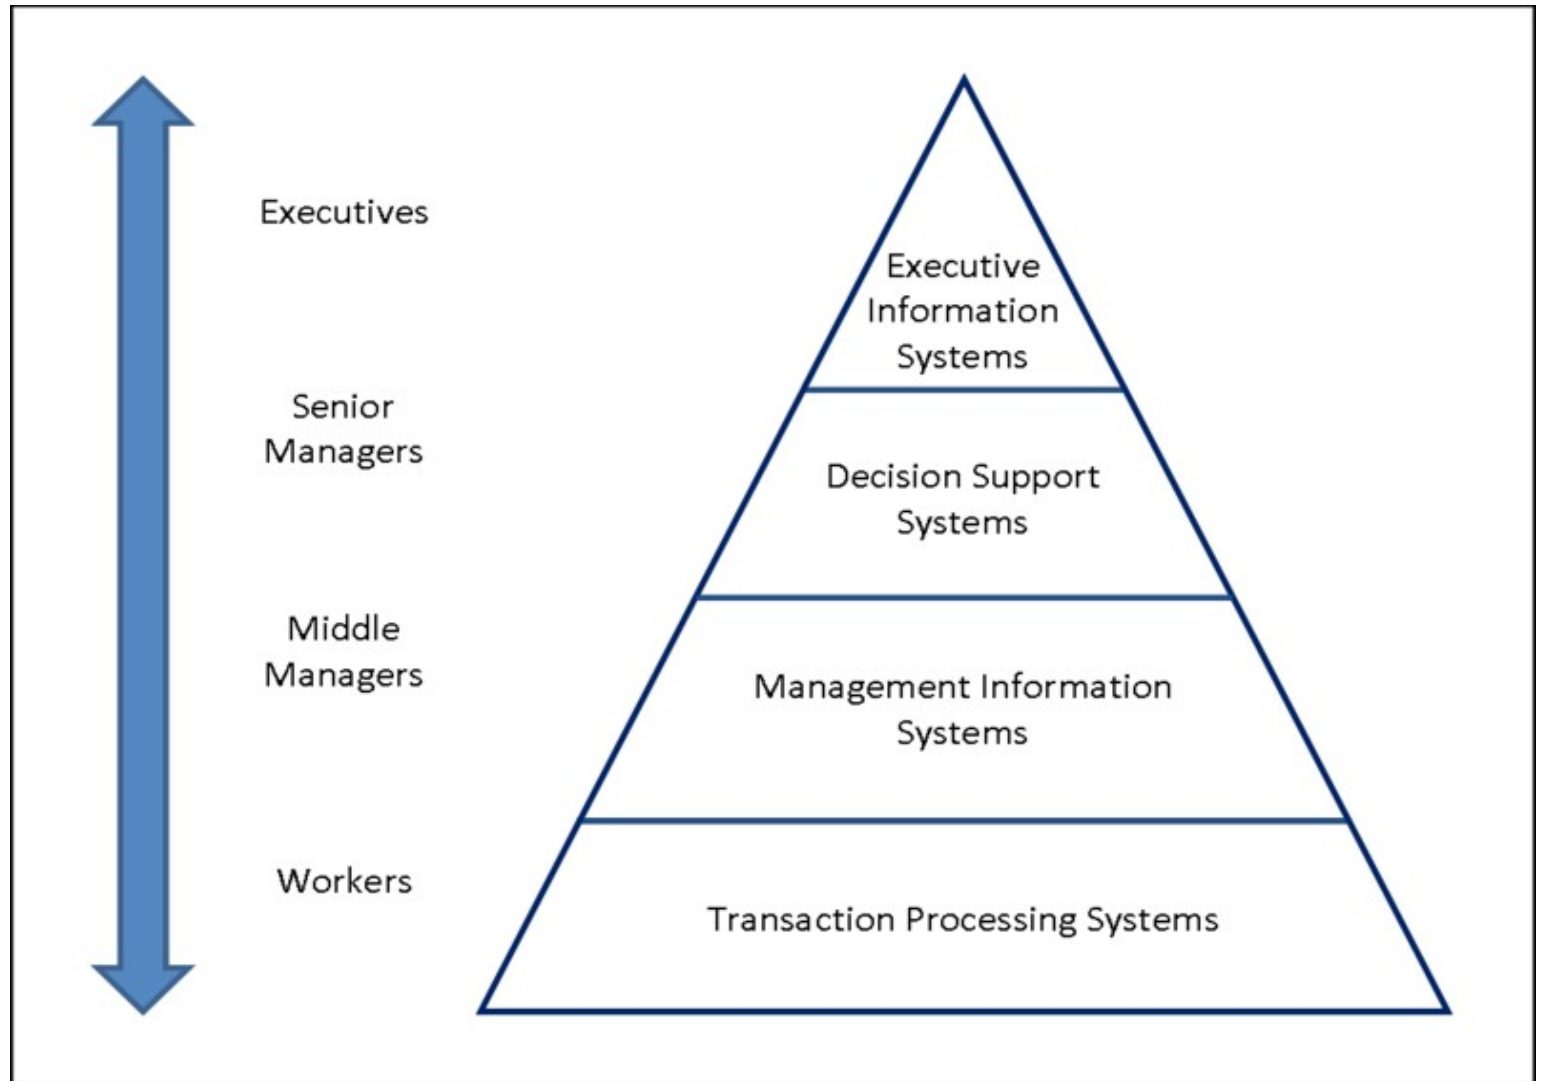 Executives
Senior
Managers
Middle
Managers
Workers
Executive
Information
Systems
Decision Support
Systems
Management Information
Systems
Transaction Processing Systems